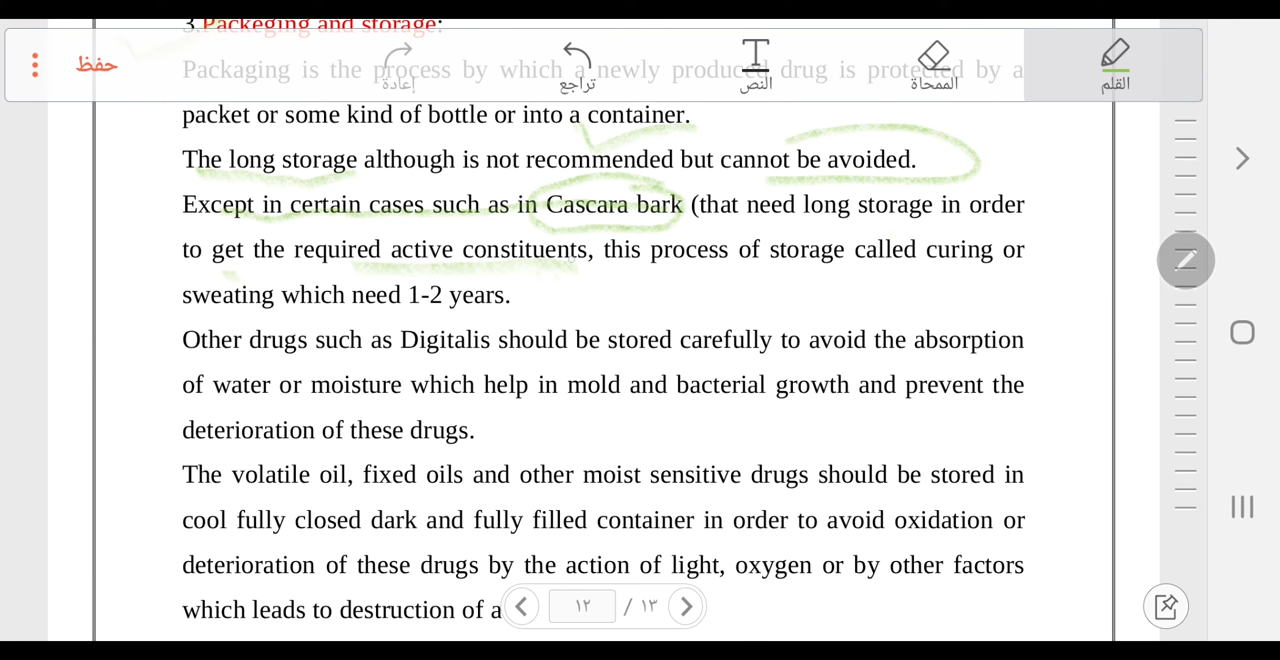 3.Packeging and storage:
حفظ
إعادة
تراجع
النص
الممحاة
القلم
Packaging is the process by which a newly produced drug is protected by a
packet or some kind of bottle or into a container.
The long storage although is not recommended but cannot be avoided.
Except in certain cases such as in Cascara bark (that need long storage in order
to get the required active constituents, this process of storage called curing or
sweating which need 1-2 years.
Other drugs such as Digitalis should be stored carefully to avoid the absorption
of water or moisture which help in mold and bacterial growth and prevent the
deterioration of these drugs.
The volatile oil, fixed oils and other moist sensitive drugs should be stored in
cool fully closed dark and fully filled container in order to avoid oxidation or
deterioration of these drugs by the action of light, oxygen or by other factors
which leads to destruction of a
١٢ / ١٣